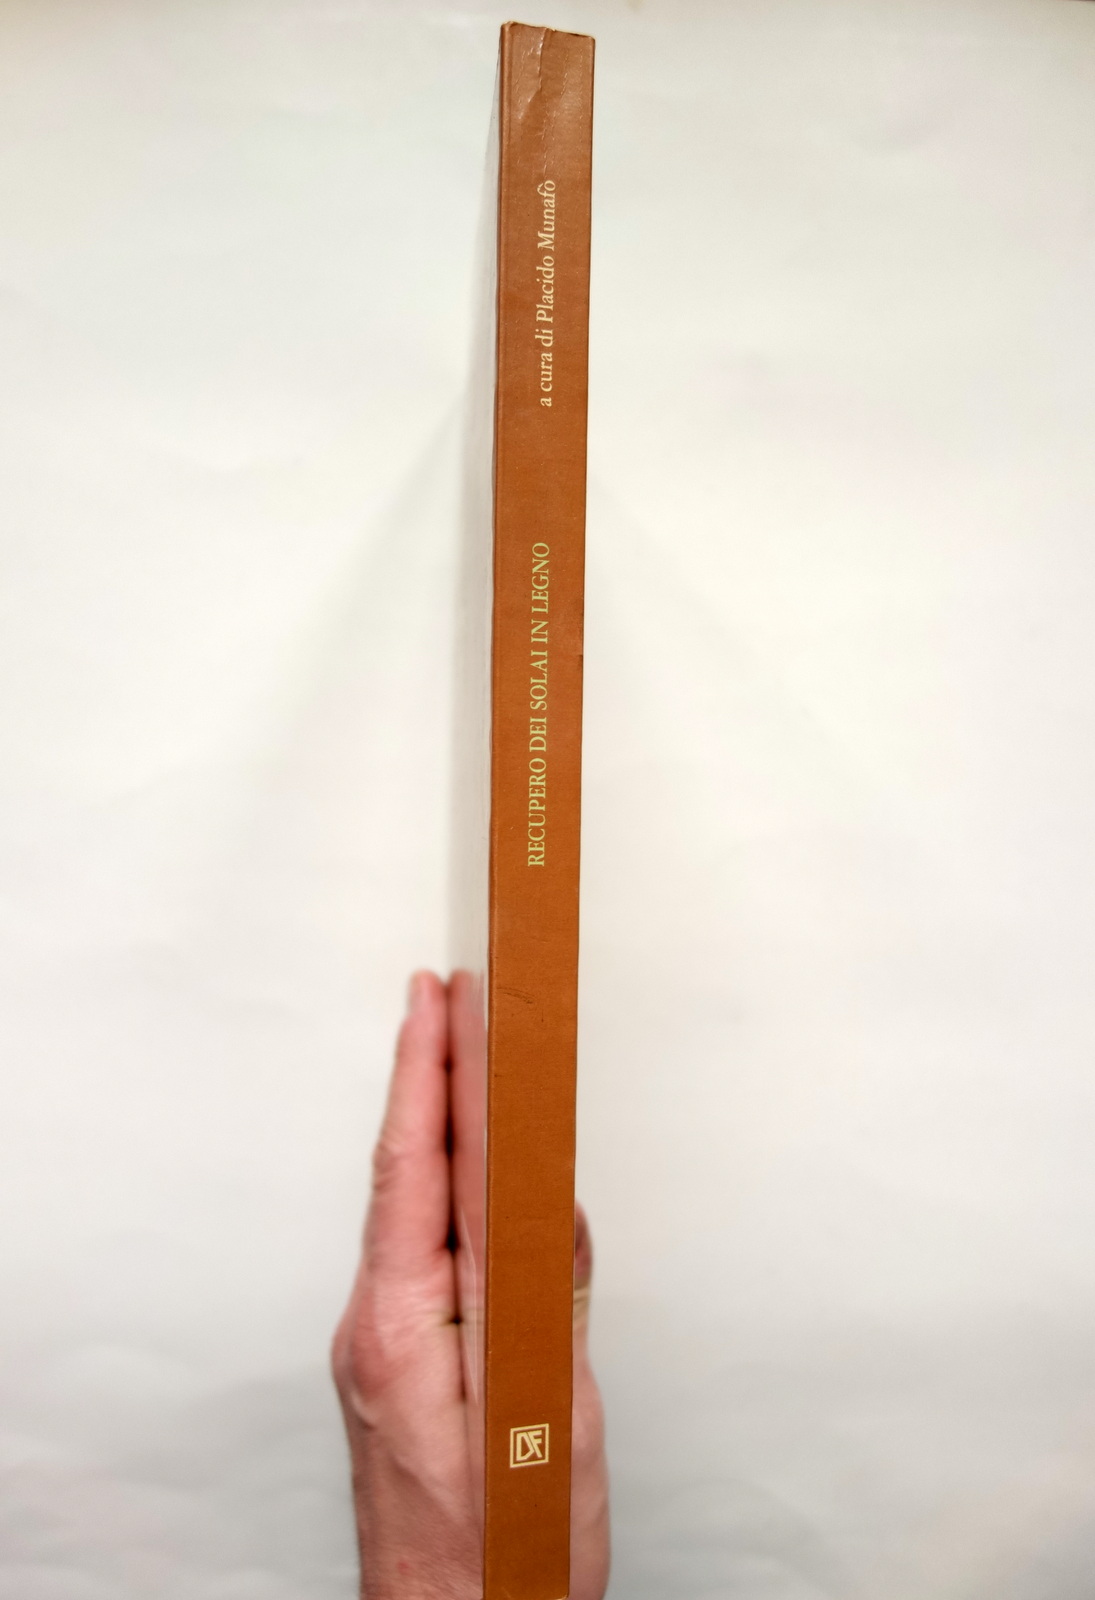 a cura di Placido Munafò
RECUPERO DEI SOLAI IN LEGNO
DF